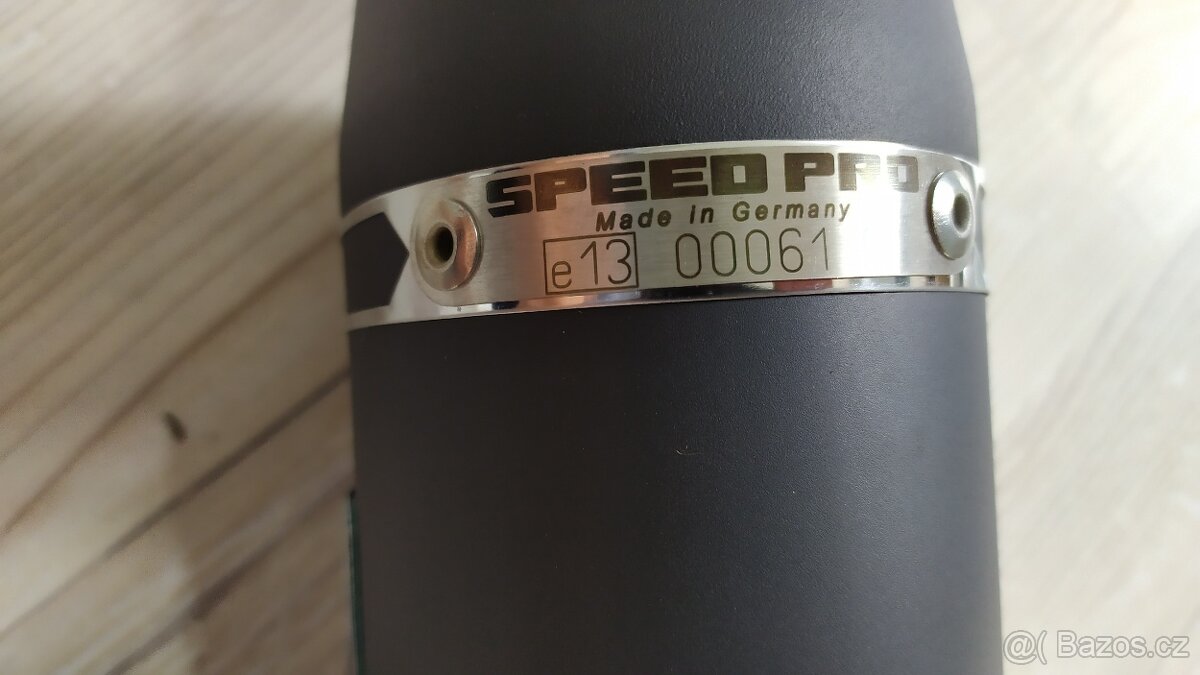 SPEED PRO
Made in Germany
e13 00061
@( Bazos.cz